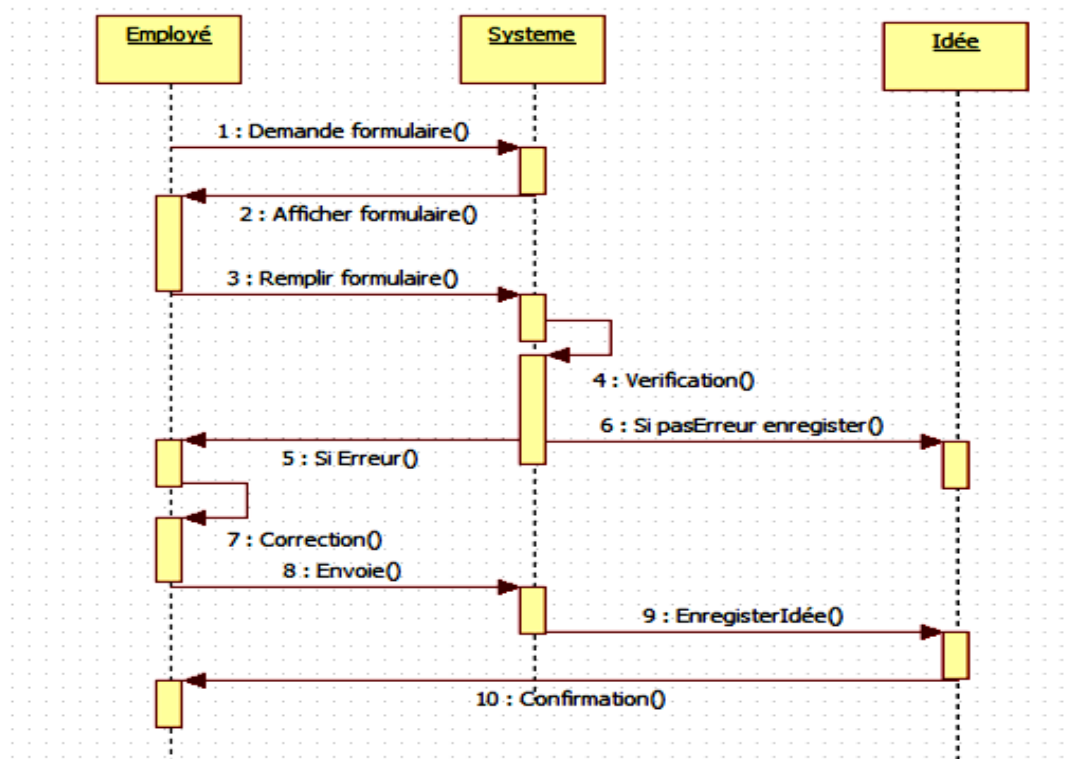 Employé
Systeme
Idée
1 : Demande formulaire()
2 : Afficher formulaire()
3 : Remplir formulaire()
4 : Verification()
6 : Si pasErreur enregister()
5 : Si Erreur()
7 : Correction()
8 : Envoie()
9 : EnregisterIdée()
10 : Confirmation()